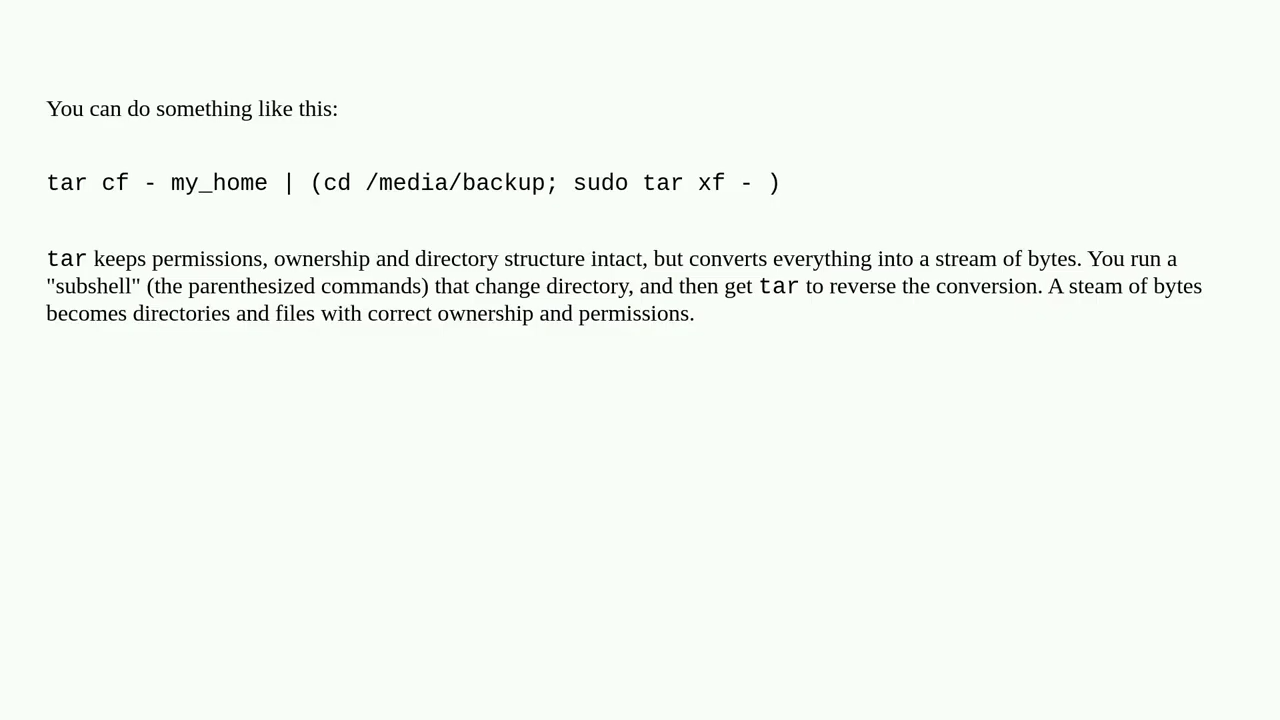 You can do something like this:
tar cf - my_home | (cd /media/backup; sudo tar xf - )
tar keeps permissions, ownership and directory structure intact, but converts everything into a stream of bytes. You run a
"subshell" (the parenthesized commands) that change directory, and then get tar to reverse the conversion. A steam of bytes
becomes directories and files with correct ownership and permissions.